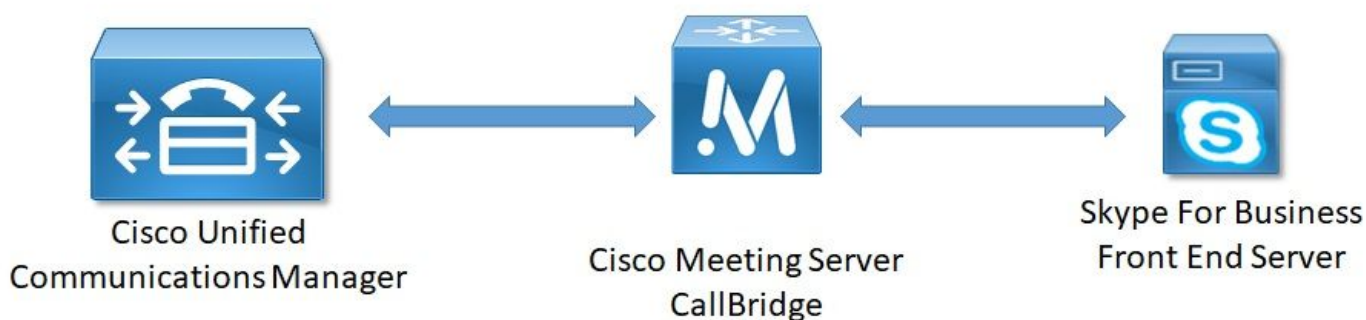 Cisco Unified
Communications Manager
Cisco Meeting Server
CallBridge
Skype For Business
Front End Server